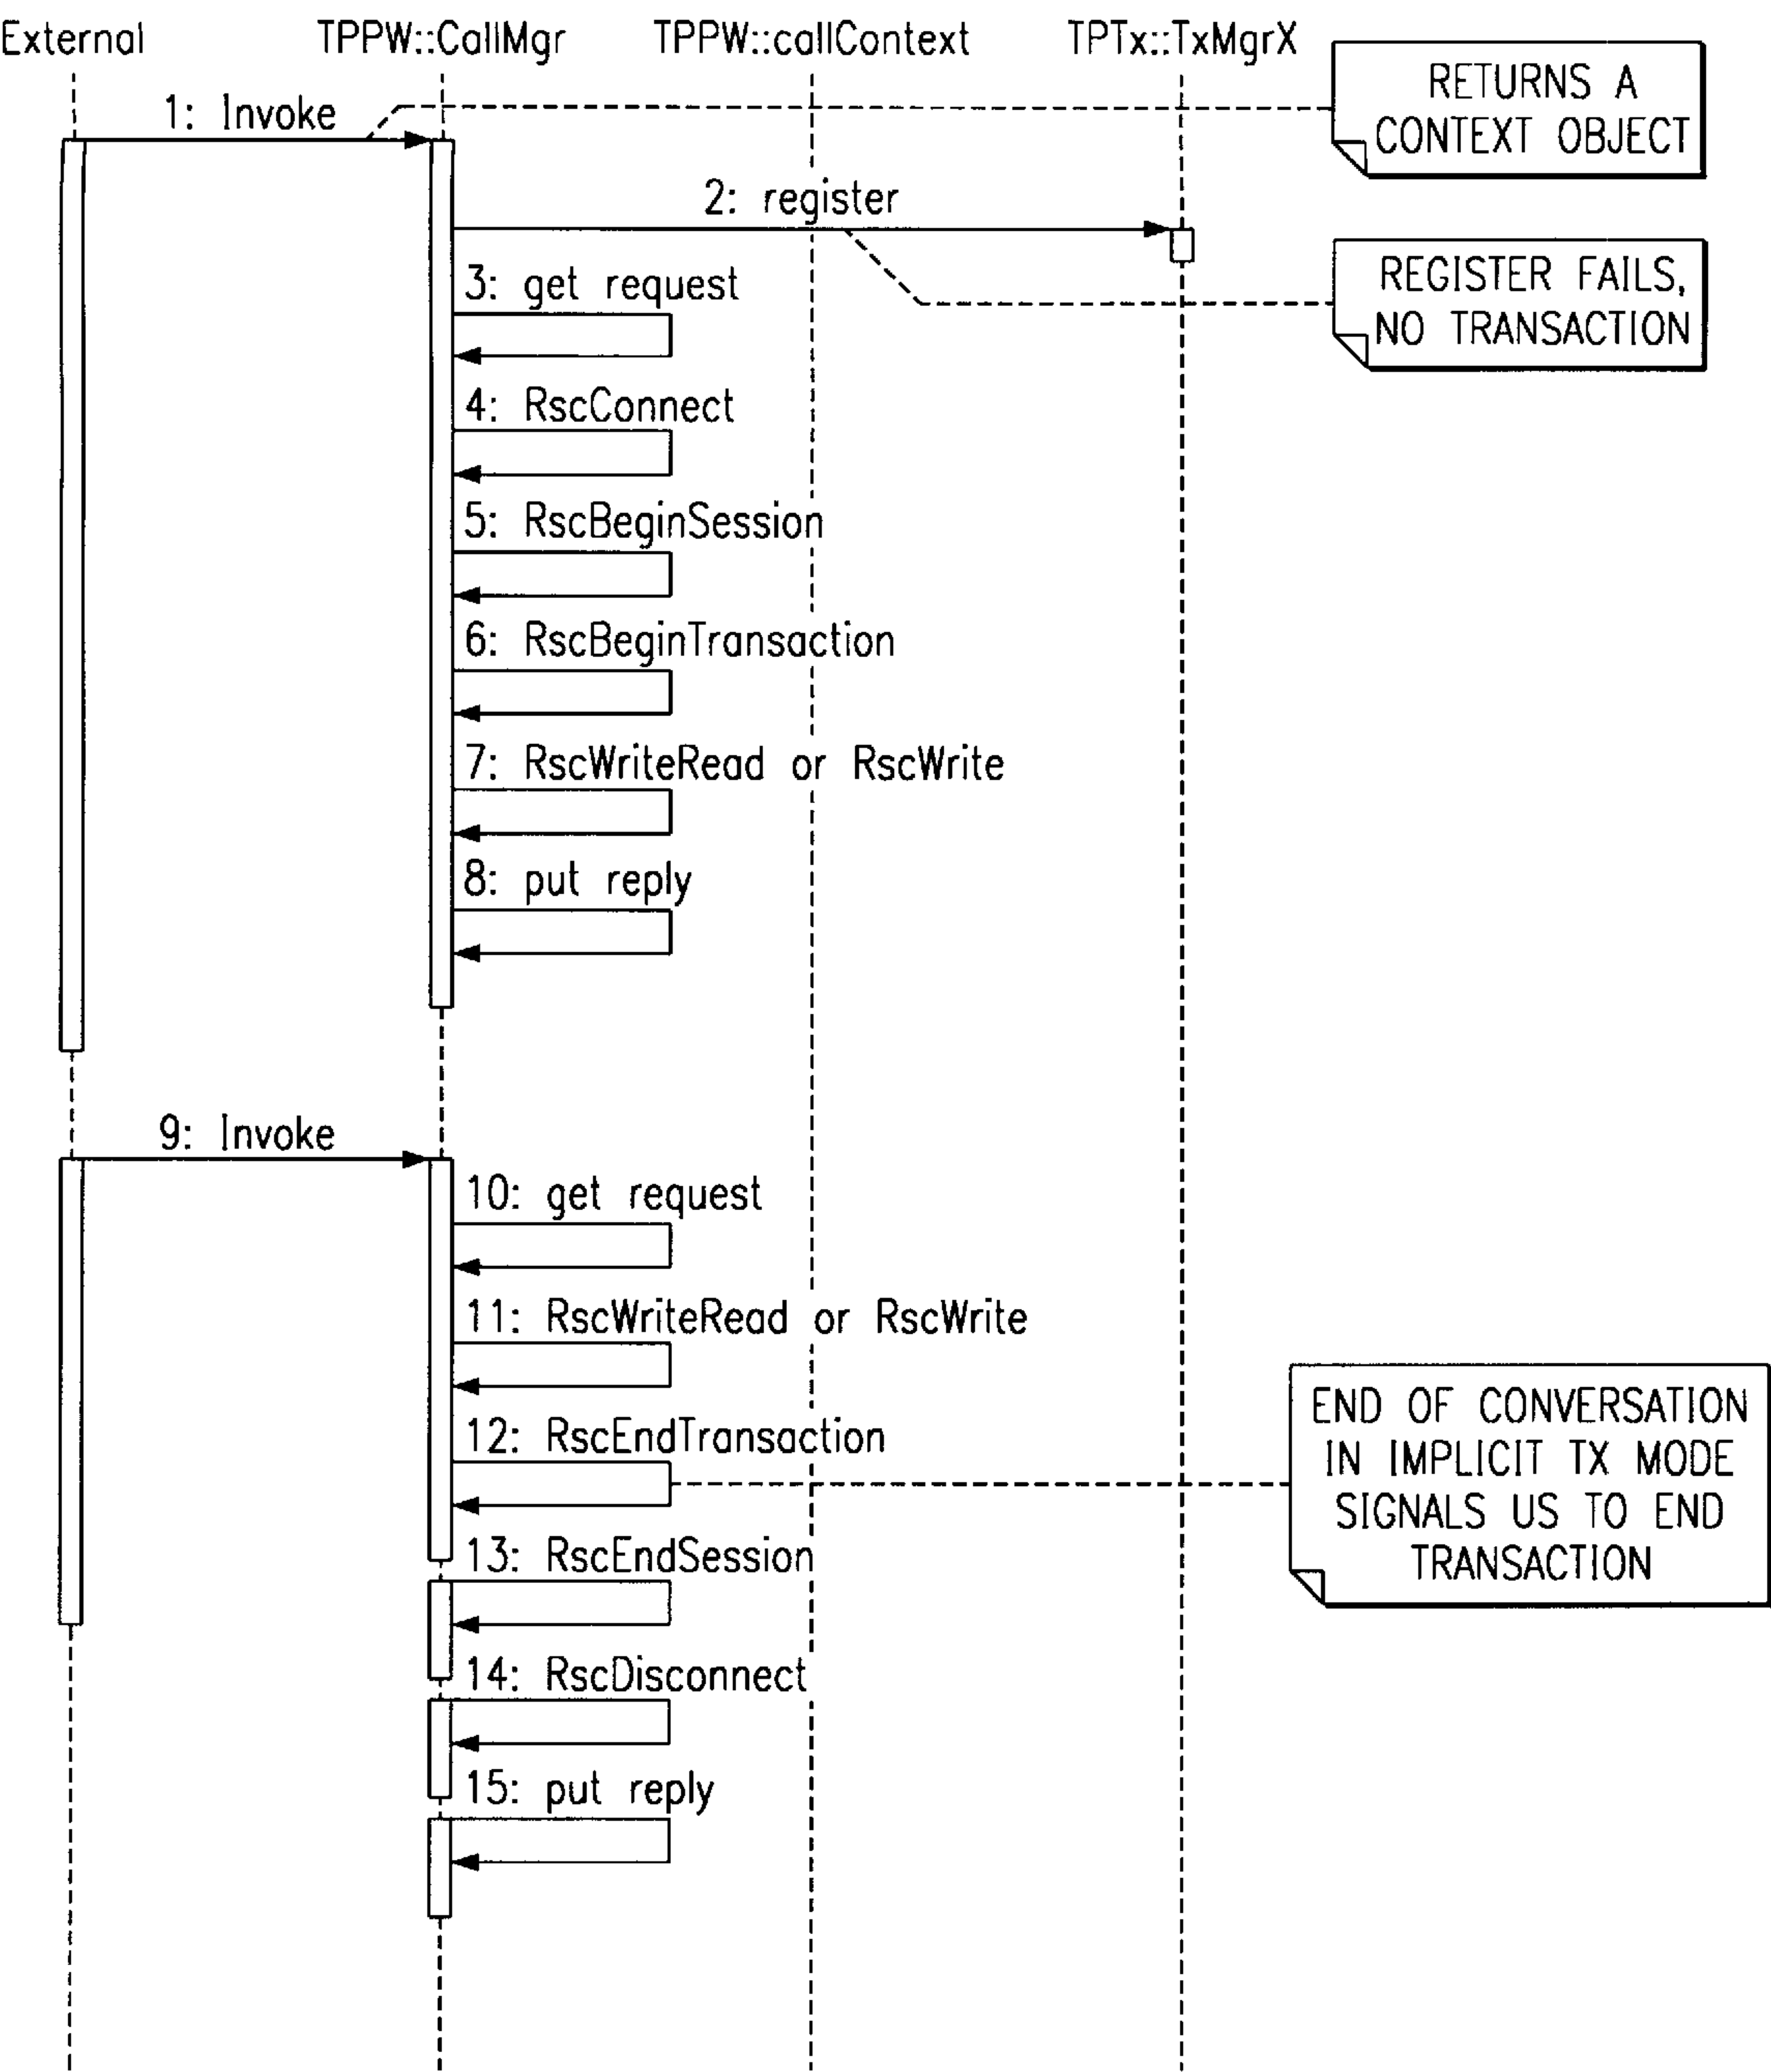 External
TPPW::CallMgr
TPPW::callContext
TPTx::TxMgrX
RETURNS A
CONTEXT OBJECT
1: Invoke
2: register
REGISTER FAILS,
NO TRANSACTION
3: get request
4: RscConnect
5: RscBeginSession
6: RscBeginTransaction
7: RscWriteRead or RscWrite
8: put reply
9: Invoke
10: get request
11: RscWriteRead or RscWrite
12: RscEndTransaction
END OF CONVERSATION
IN IMPLICIT TX MODE
SIGNALS US TO END
TRANSACTION
13: RscEndSession
14: RscDisconnect
15: put reply